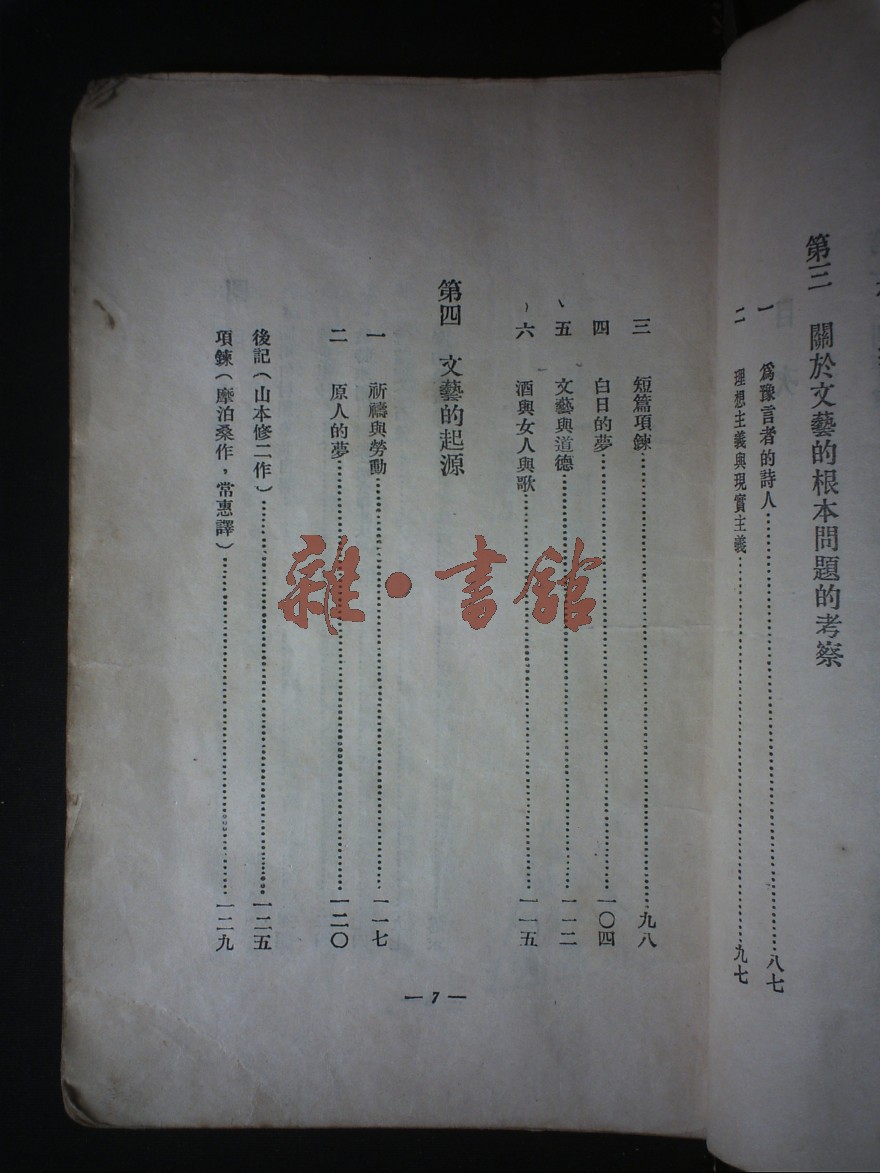 第三 關於文藝的根本問題的考察
一 爲豫言者的詩人……八七
二 理想主義與現實主義……九七
三 短篇項鍊……九八
四 白日的夢……一〇四
五 文藝與道德……一一二
六 酒與女人與歌……一一五
第四 文藝的起源
一 祈禱與勞動……一一七
二 原人的夢……一二〇
後記(山本修二作)……一二五
項鍊(摩泊桑作,常惠譯)……一二九
— 7 —
雜·書館